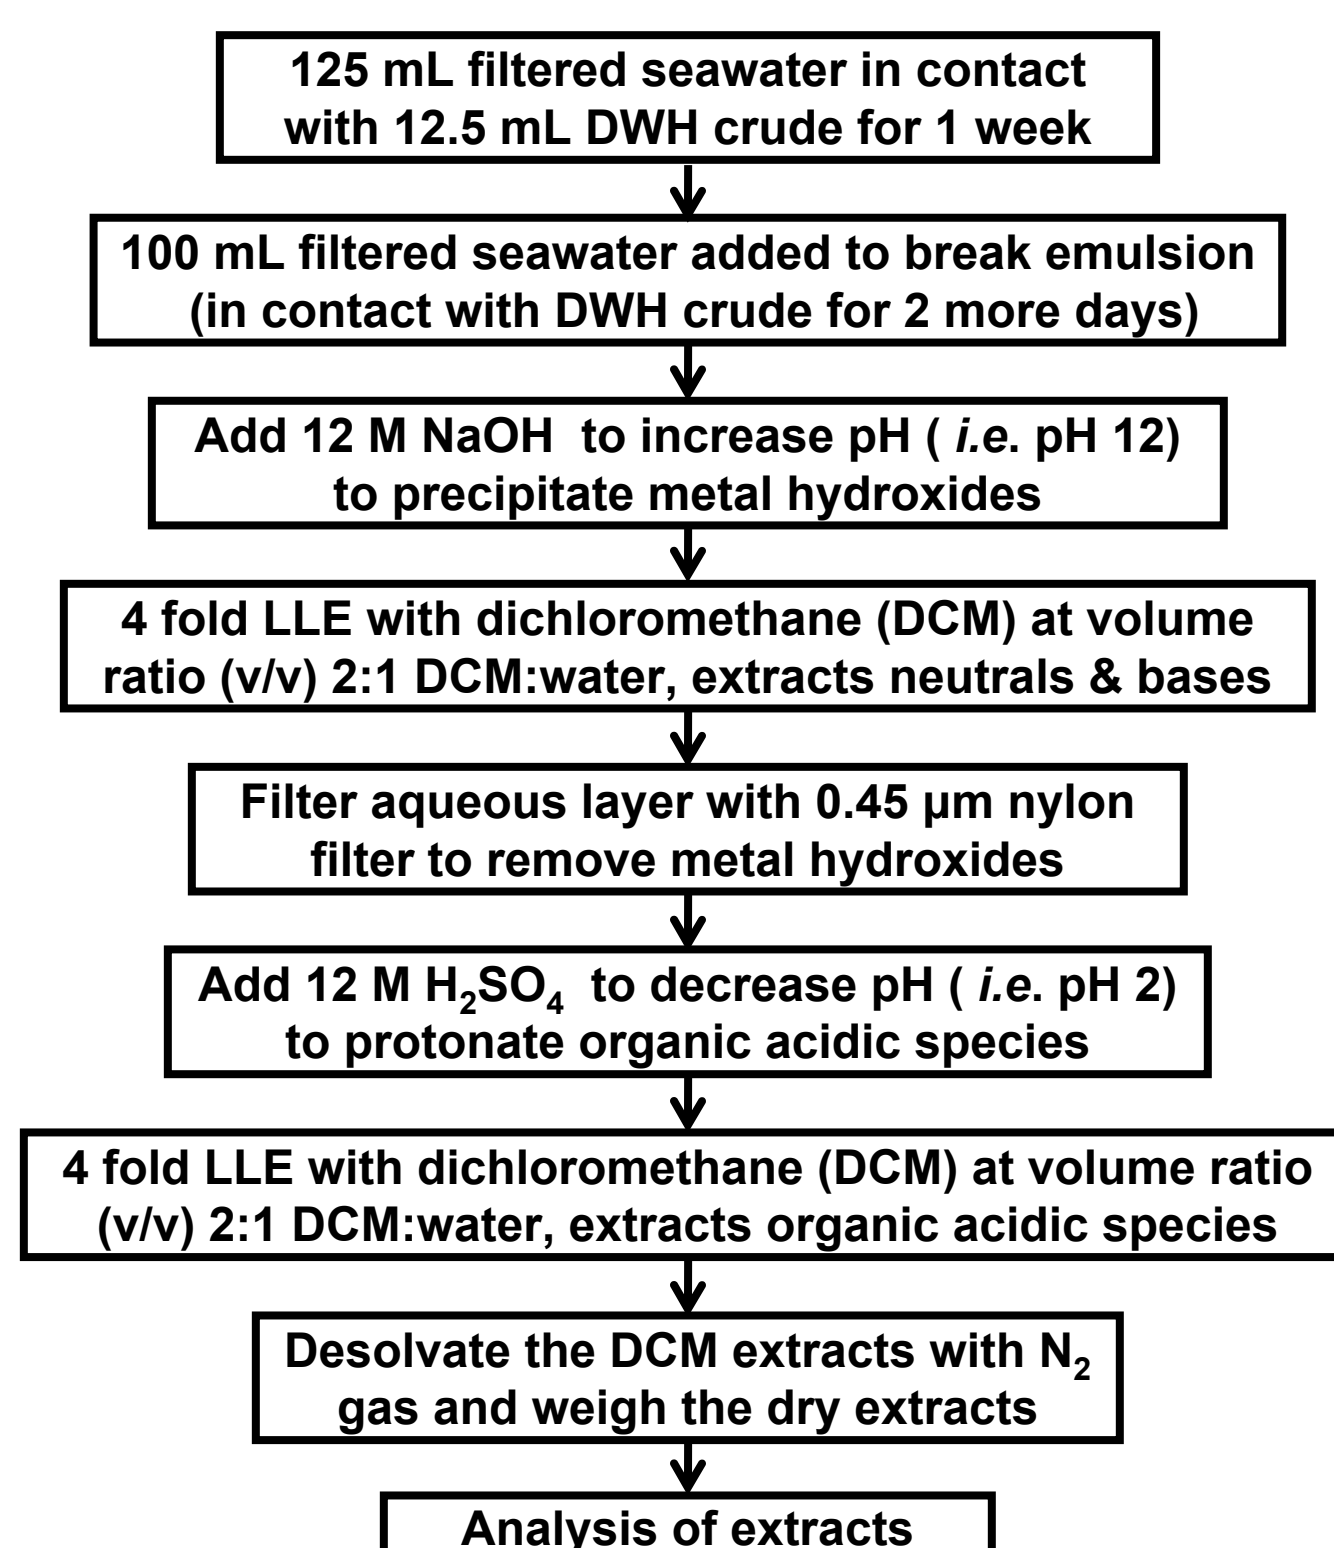 125 mL filtered seawater in contact
with 12.5 mL DWH crude for 1 week
100 mL filtered seawater added to break emulsion
(in contact with DWH crude for 2 more days)
Add 12 M NaOH to increase pH ( i.e. pH 12)
to precipitate metal hydroxides
4 fold LLE with dichloromethane (DCM) at volume
ratio (v/v) 2:1 DCM:water, extracts neutrals & bases
Filter aqueous layer with 0.45 µm nylon
filter to remove metal hydroxides
Add 12 M H₂SO₄ to decrease pH ( i.e. pH 2)
to protonate organic acidic species
4 fold LLE with dichloromethane (DCM) at volume ratio
(v/v) 2:1 DCM:water, extracts organic acidic species
Desolvate the DCM extracts with N₂
gas and weigh the dry extracts
Analysis of extracts